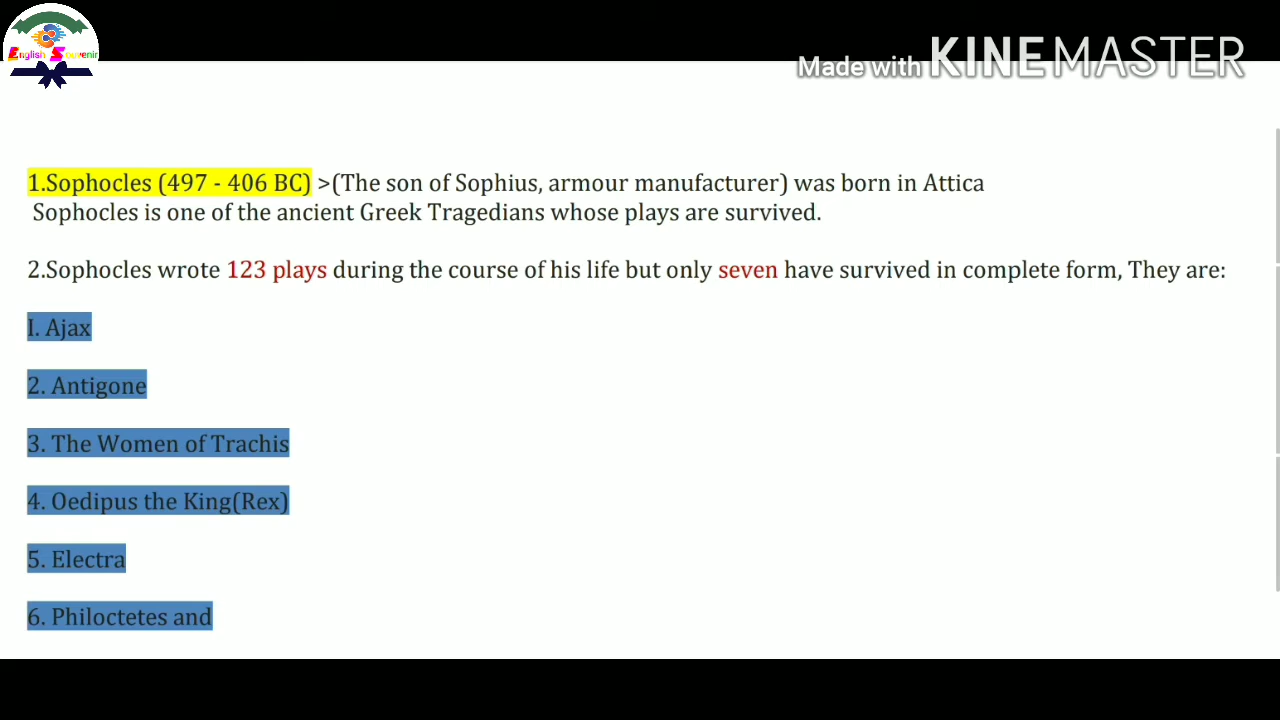 English Souvenir
Made with KINEMASTER
1.Sophocles (497 - 406 BC) >(The son of Sophius, armour manufacturer) was born in Attica
Sophocles is one of the ancient Greek Tragedians whose plays are survived.
2.Sophocles wrote 123 plays during the course of his life but only seven have survived in complete form, They are:
I. Ajax
2. Antigone
3. The Women of Trachis
4. Oedipus the King(Rex)
5. Electra
6. Philoctetes and